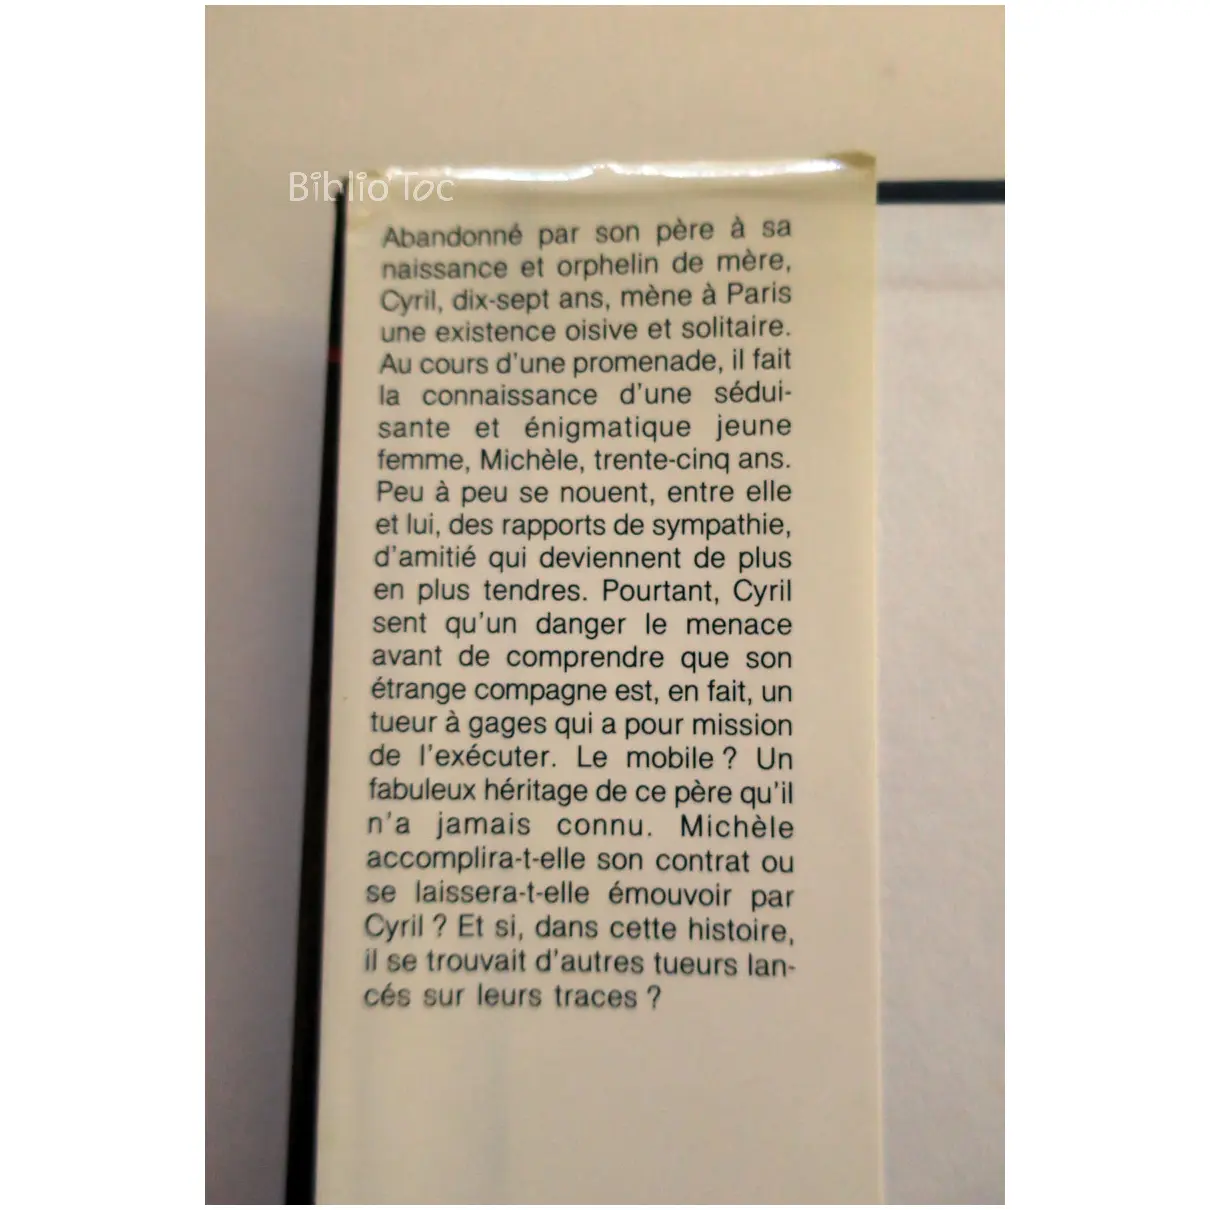 Biblio'Toc
Abandonné par son père à sa
naissance et orphelin de mère,
Cyril, dix-sept ans, mène à Paris
une existence oisive et solitaire.
Au cours d'une promenade, il fait
la connaissance d'une sédui-
sante et énigmatique jeune
femme, Michèle, trente-cinq ans.
Peu à peu se nouent, entre elle
et lui, des rapports de sympathie,
d'amitié qui deviennent de plus
en plus tendres. Pourtant, Cyril
sent qu'un danger le menace
avant de comprendre que son
étrange compagne est, en fait, un
tueur à gages qui a pour mission
de l'exécuter. Le mobile ? Un
fabuleux héritage de ce père qu'il
n'a jamais connu. Michèle
accomplira-t-elle son contrat ou
se laissera-t-elle émouvoir par
Cyril ? Et si, dans cette histoire,
il se trouvait d'autres tueurs lan-
cés sur leurs traces ?